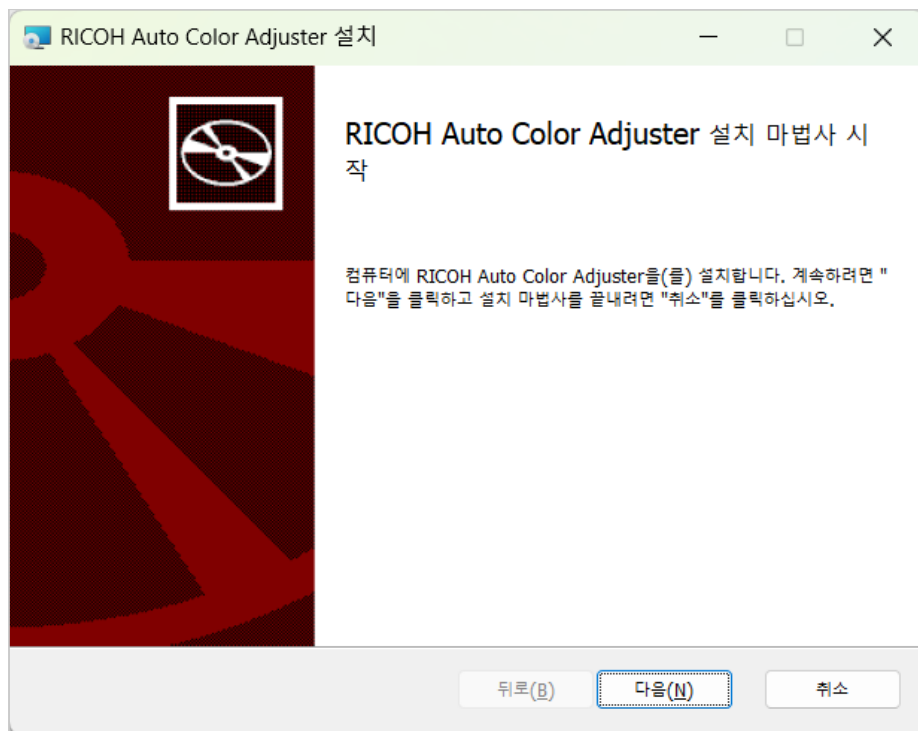 RICOH Auto Color Adjuster 설치
RICOH Auto Color Adjuster 설치 마법사 시
작
컴퓨터에 RICOH Auto Color Adjuster을(를) 설치합니다. 계속하려면 "
다음"을 클릭하고 설치 마법사를 끝내려면 "취소"를 클릭하십시오.
뒤로(B) 다음(N) 취소